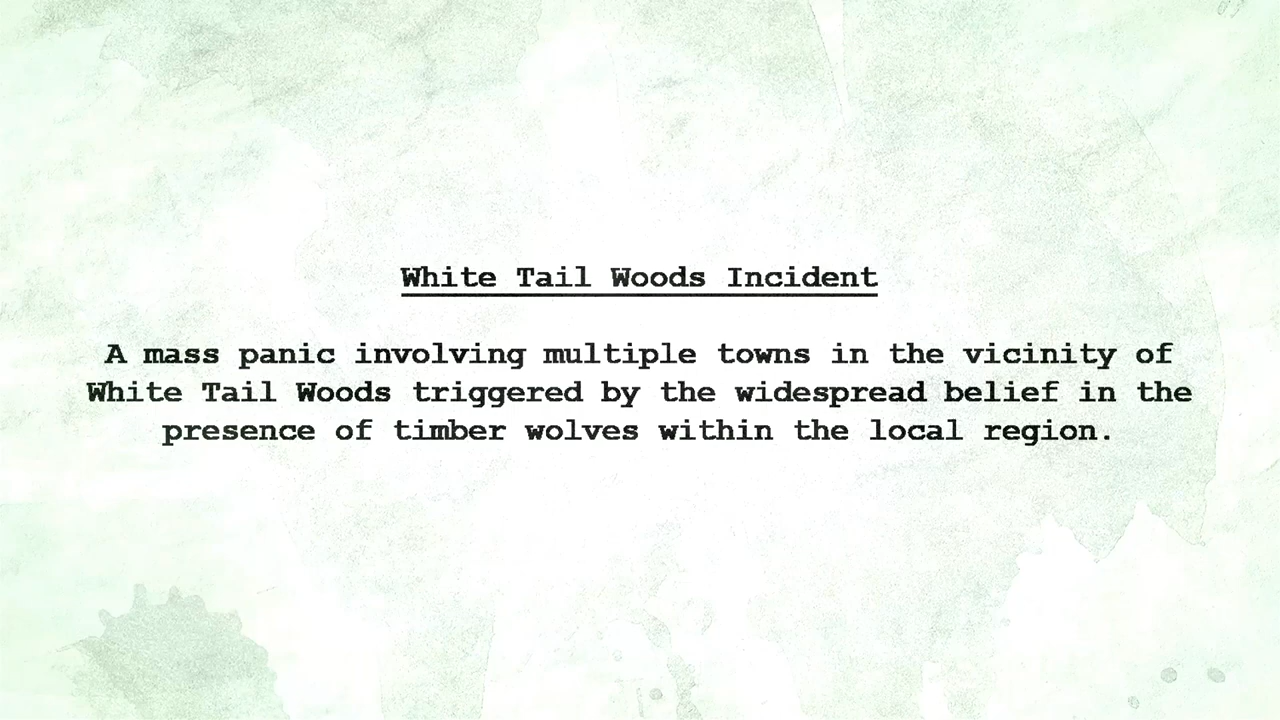 White Tail Woods Incident
A mass panic involving multiple towns in the vicinity of
White Tail Woods triggered by the widespread belief in the
presence of timber wolves within the local region.